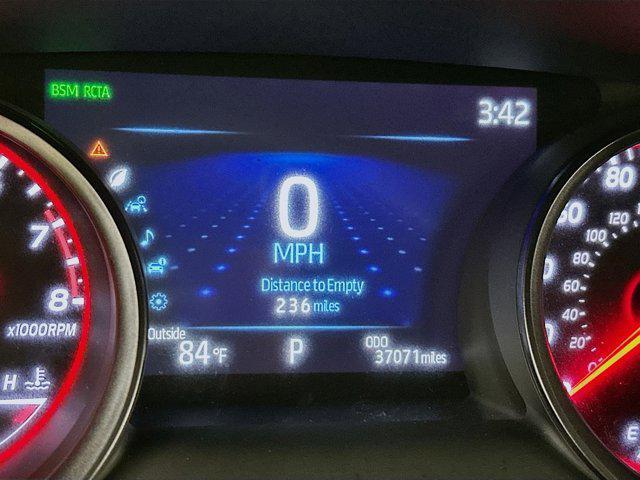 BSM RCTA
3:42
0
MPH
Distance to Empty
236 miles
Outside
84°F
P
ODO
37071 miles
7
8
x1000RPM
H
80
60
120
100
80
60
40
20
0
E